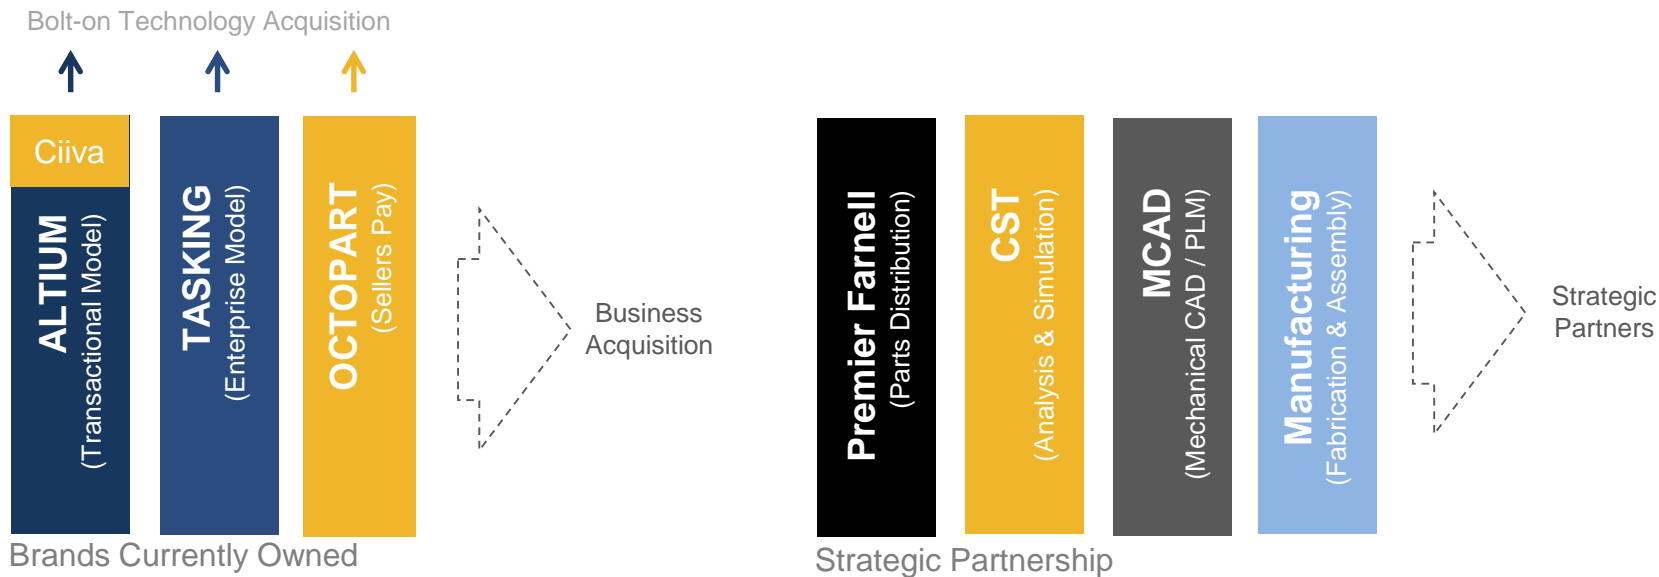 Bolt-on Technology Acquisition
Ciiva
ALTIUM
(Transactional Model)
TASKING
(Enterprise Model)
OCTOPART
(Sellers Pay)
Business
Acquisition
Brands Currently Owned
Premier Farnell
(Parts Distribution)
CST
(Analysis & Simulation)
MCAD
(Mechanical CAD / PLM)
Manufacturing
(Fabrication & Assembly)
Strategic
Partners
Strategic Partnership